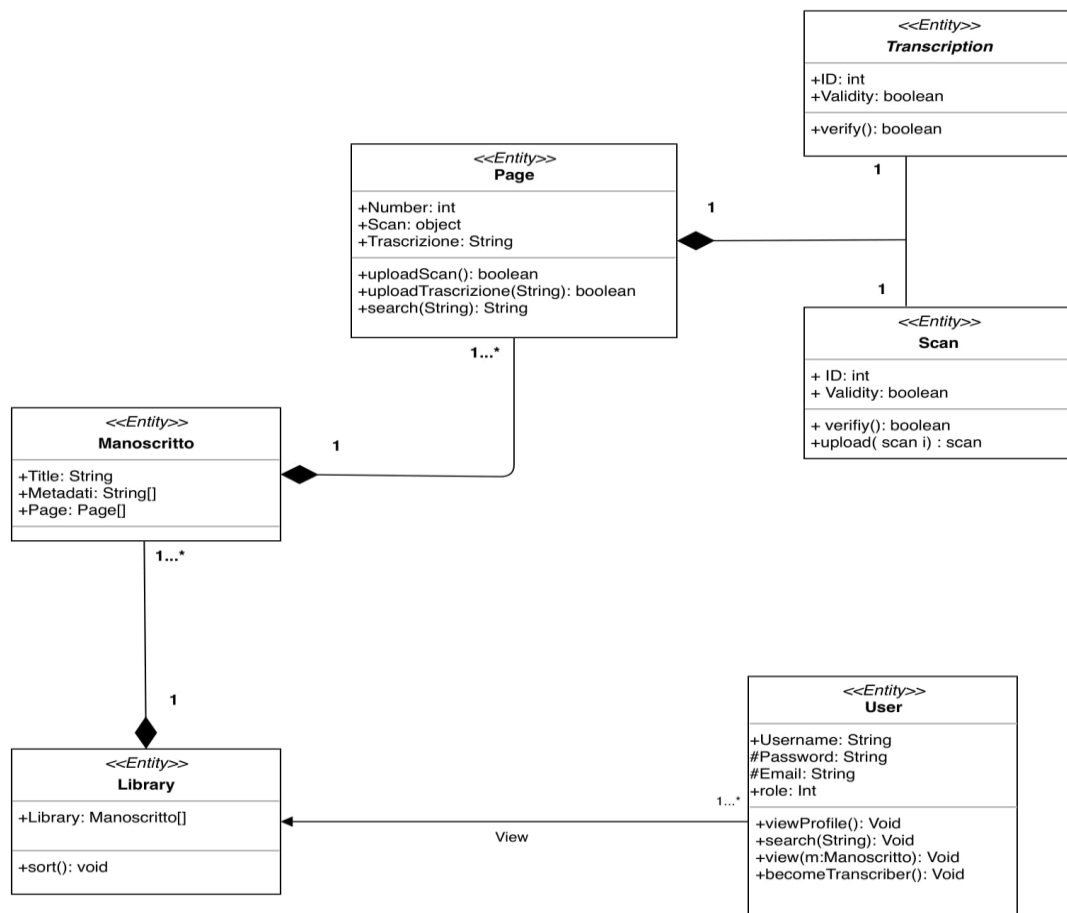 <<Entity>>
Transcription
+ID: int
+Validity: boolean
+verify(): boolean
1
<<Entity>>
Page
+Number: int
+Scan: object
+Trascrizione: String
+uploadScan(): boolean
+uploadTrascrizione(String): boolean
+search(String): String
1
1
<<Entity>>
Scan
+ ID: int
+ Validity: boolean
+ verifiy(): boolean
+upload( scan i) : scan
1...*
<<Entity>>
Manoscritto
+Title: String
+Metadati: String[]
+Page: Page[]
1
1...*
1
<<Entity>>
Library
+Library: Manoscritto[]
+sort(): void
View
1...*
<<Entity>>
User
+Username: String
#Password: String
#Email: String
+role: Int
+viewProfile(): Void
+search(String): Void
+view(m:Manoscritto): Void
+becomeTranscriber(): Void